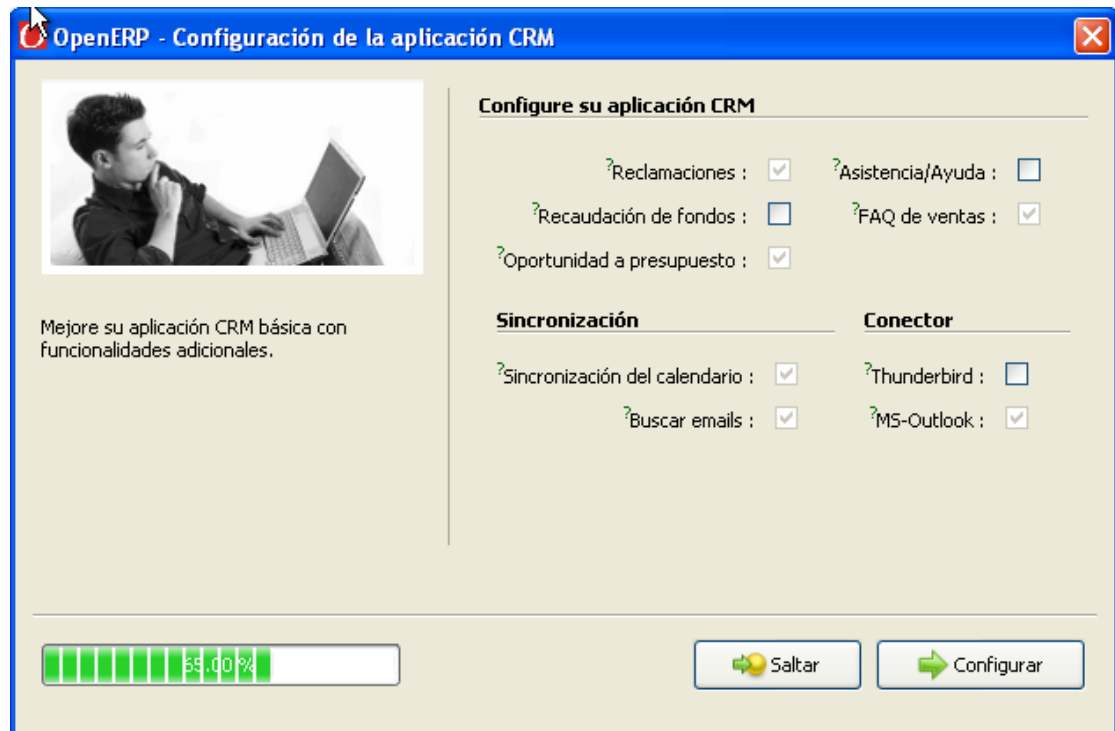 OpenERP - Configuración de la aplicación CRM
Configure su aplicación CRM
?Reclamaciones :
?Asistencia/Ayuda :
?Recaudación de fondos :
?FAQ de ventas :
?Oportunidad a presupuesto :
Mejore su aplicación CRM básica con
funcionalidades adicionales.
Sincronización
Conector
?Sincronización del calendario :
?Thunderbird :
?Buscar emails :
?MS-Outlook :
65.00 %
Saltar
Configurar